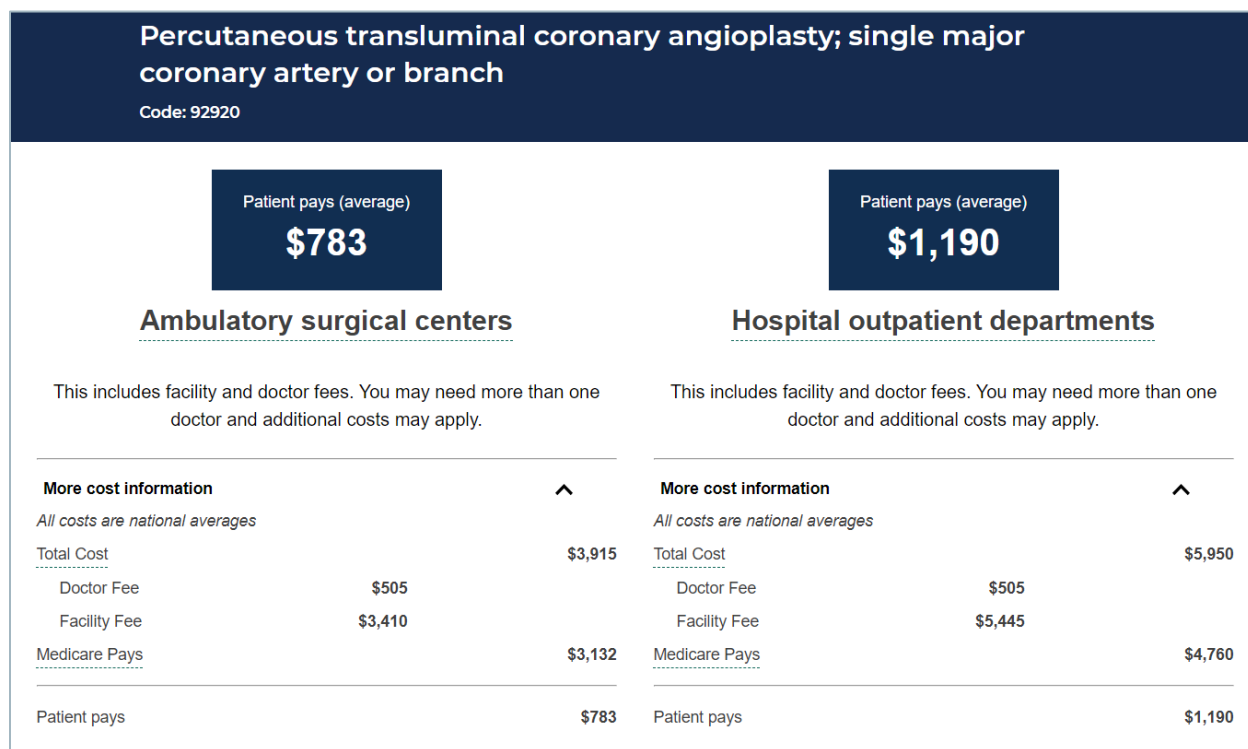 Percutaneous transluminal coronary angioplasty; single major
coronary artery or branch
Code: 92920
Patient pays (average)
$783
Ambulatory surgical centers
This includes facility and doctor fees. You may need more than one
doctor and additional costs may apply.
More cost information
All costs are national averages
Total Cost $3,915
Doctor Fee $505
Facility Fee $3,410
Medicare Pays $3,132
Patient pays $783
Patient pays (average)
$1,190
Hospital outpatient departments
This includes facility and doctor fees. You may need more than one
doctor and additional costs may apply.
More cost information
All costs are national averages
Total Cost $5,950
Doctor Fee $505
Facility Fee $5,445
Medicare Pays $4,760
Patient pays $1,190